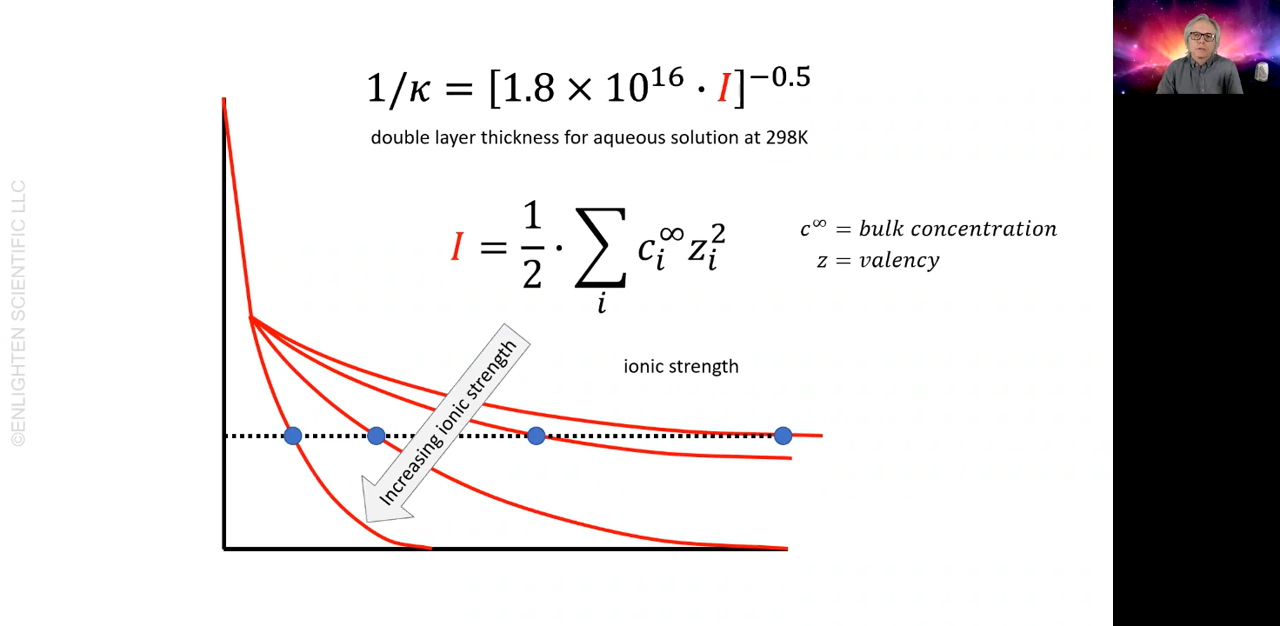 1/κ = [1.8 × 10¹⁶ · I]⁻⁰·⁵
double layer thickness for aqueous solution at 298K
I = 1/2 · ∑ᵢ cᵢ^∞ zᵢ²
c^∞ = bulk concentration
z = valency
ionic strength
Increasing ionic strength
©ENLIGHTEN SCIENTIFIC LLC